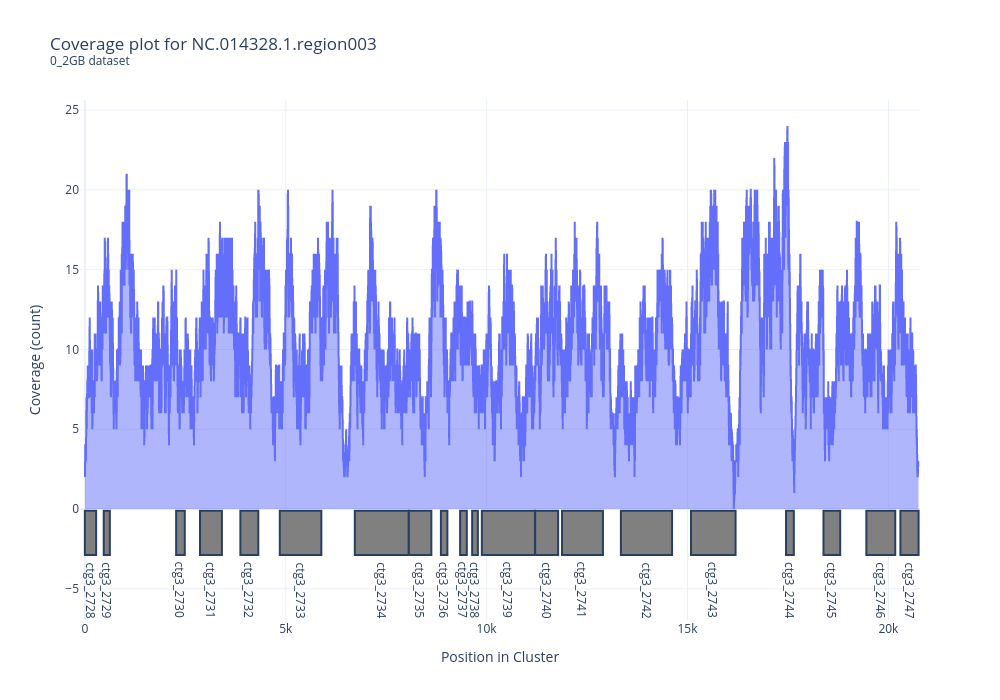 Coverage plot for NC.014328.1.region003
0_2GB dataset
25
20
15
10
5
0
−5
Coverage (count)
ctg3_2728
ctg3_2729
ctg3_2730
ctg3_2731
ctg3_2732
ctg3_2733
ctg3_2734
ctg3_2735
ctg3_2736
ctg3_2737
ctg3_2738
ctg3_2739
ctg3_2740
ctg3_2741
ctg3_2742
ctg3_2743
ctg3_2744
ctg3_2745
ctg3_2746
ctg3_2747
0
5k
10k
15k
20k
Position in Cluster